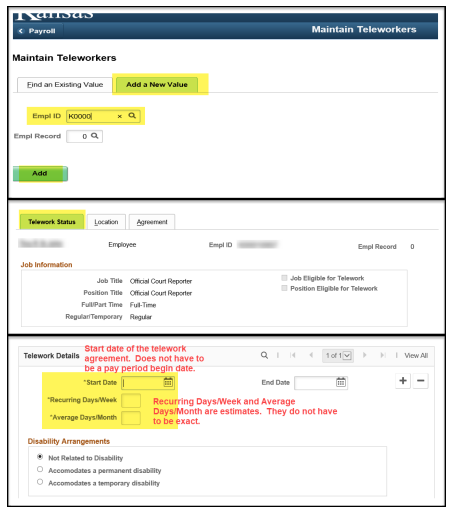 Kansas
Payroll
Maintain Teleworkers
Maintain Teleworkers
Find an Existing Value
Add a New Value
Empl ID K0000 ×
Empl Record 0
Add
Telework Status Location Agreement
Employee Empl ID Empl Record 0
Job Information
Job Title Official Court Reporter
Position Title Official Court Reporter
Full/Part Time Full-Time
Regular/Temporary Regular
Job Eligible for Telework
Position Eligible for Telework
Telework Details
Start date of the telework
agreement. Does not have to
be a pay period begin date.
1 of 1
View All
*Start Date
End Date
*Recurring Days/Week
*Average Days/Month
Recurring Days/Week and Average
Days/Month are estimates. They do not have
to be exact.
Disability Arrangements
Not Related to Disability
Accomodates a permanent disability
Accomodates a temporary disability